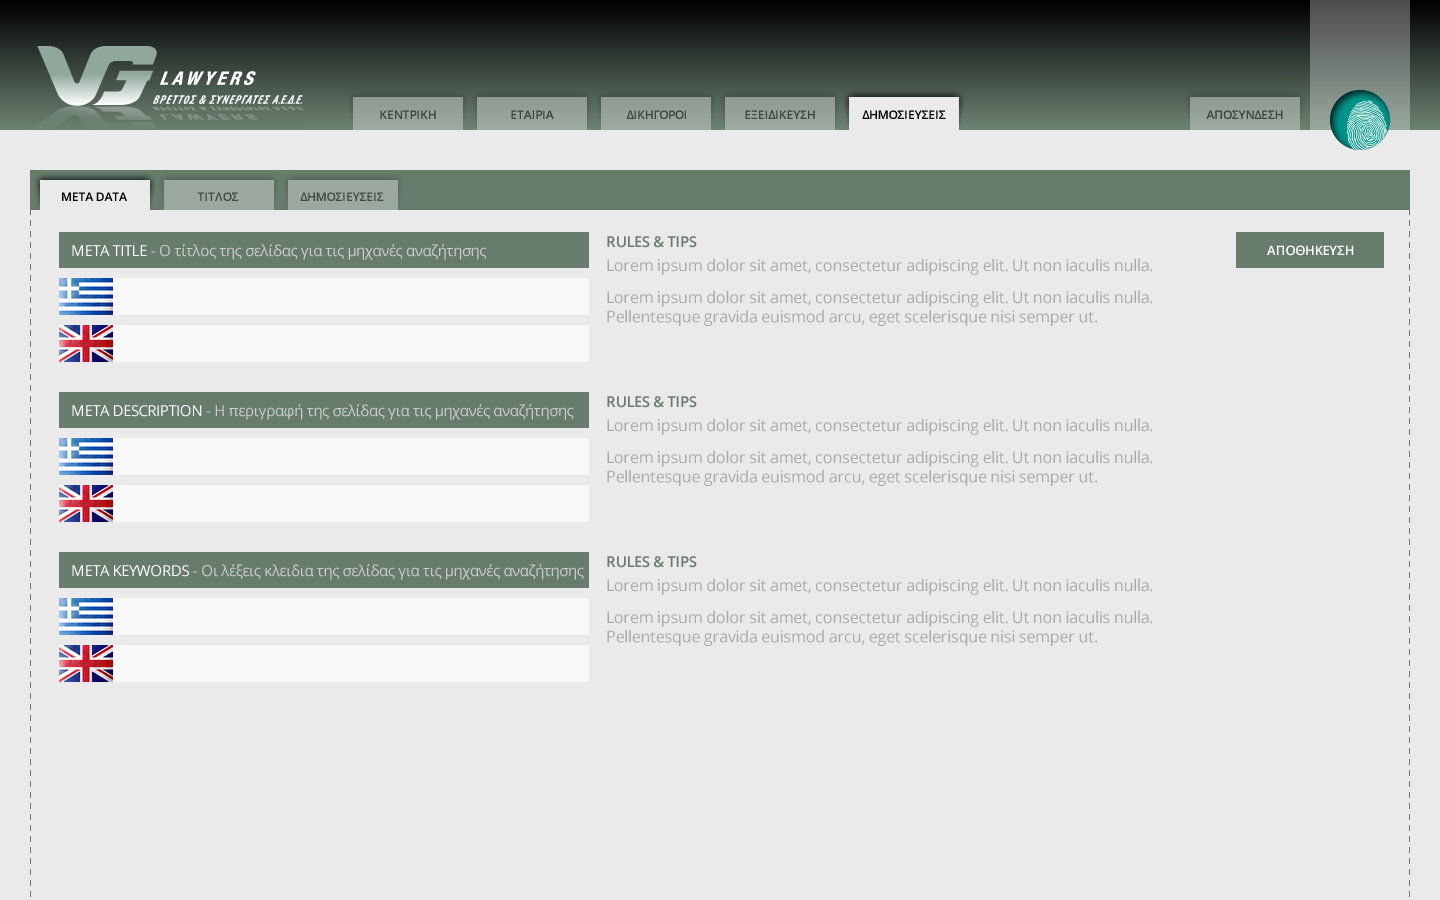 VG LAWYERS
ΒΡΕΤΤΟΣ & ΣΥΝΕΡΓΑΤΕΣ Α.Ε.Δ.Ε.
ΚΕΝΤΡΙΚΗ ΕΤΑΙΡΙΑ ΔΙΚΗΓΟΡΟΙ ΕΞΕΙΔΙΚΕΥΣΗ ΔΗΜΟΣΙΕΥΣΕΙΣ ΑΠΟΣΥΝΔΕΣΗ
META DATA ΤΙΤΛΟΣ ΔΗΜΟΣΙΕΥΣΕΙΣ
META TITLE - Ο τίτλος της σελίδας για τις μηχανές αναζήτησης
RULES & TIPS
Lorem ipsum dolor sit amet, consectetur adipiscing elit. Ut non iaculis nulla.
Lorem ipsum dolor sit amet, consectetur adipiscing elit. Ut non iaculis nulla.
Pellentesque gravida euismod arcu, eget scelerisque nisi semper ut.
ΑΠΟΘΗΚΕΥΣΗ
META DESCRIPTION - Η περιγραφή της σελίδας για τις μηχανές αναζήτησης
RULES & TIPS
Lorem ipsum dolor sit amet, consectetur adipiscing elit. Ut non iaculis nulla.
Lorem ipsum dolor sit amet, consectetur adipiscing elit. Ut non iaculis nulla.
Pellentesque gravida euismod arcu, eget scelerisque nisi semper ut.
META KEYWORDS - Οι λέξεις κλειδια της σελίδας για τις μηχανές αναζήτησης
RULES & TIPS
Lorem ipsum dolor sit amet, consectetur adipiscing elit. Ut non iaculis nulla.
Lorem ipsum dolor sit amet, consectetur adipiscing elit. Ut non iaculis nulla.
Pellentesque gravida euismod arcu, eget scelerisque nisi semper ut.